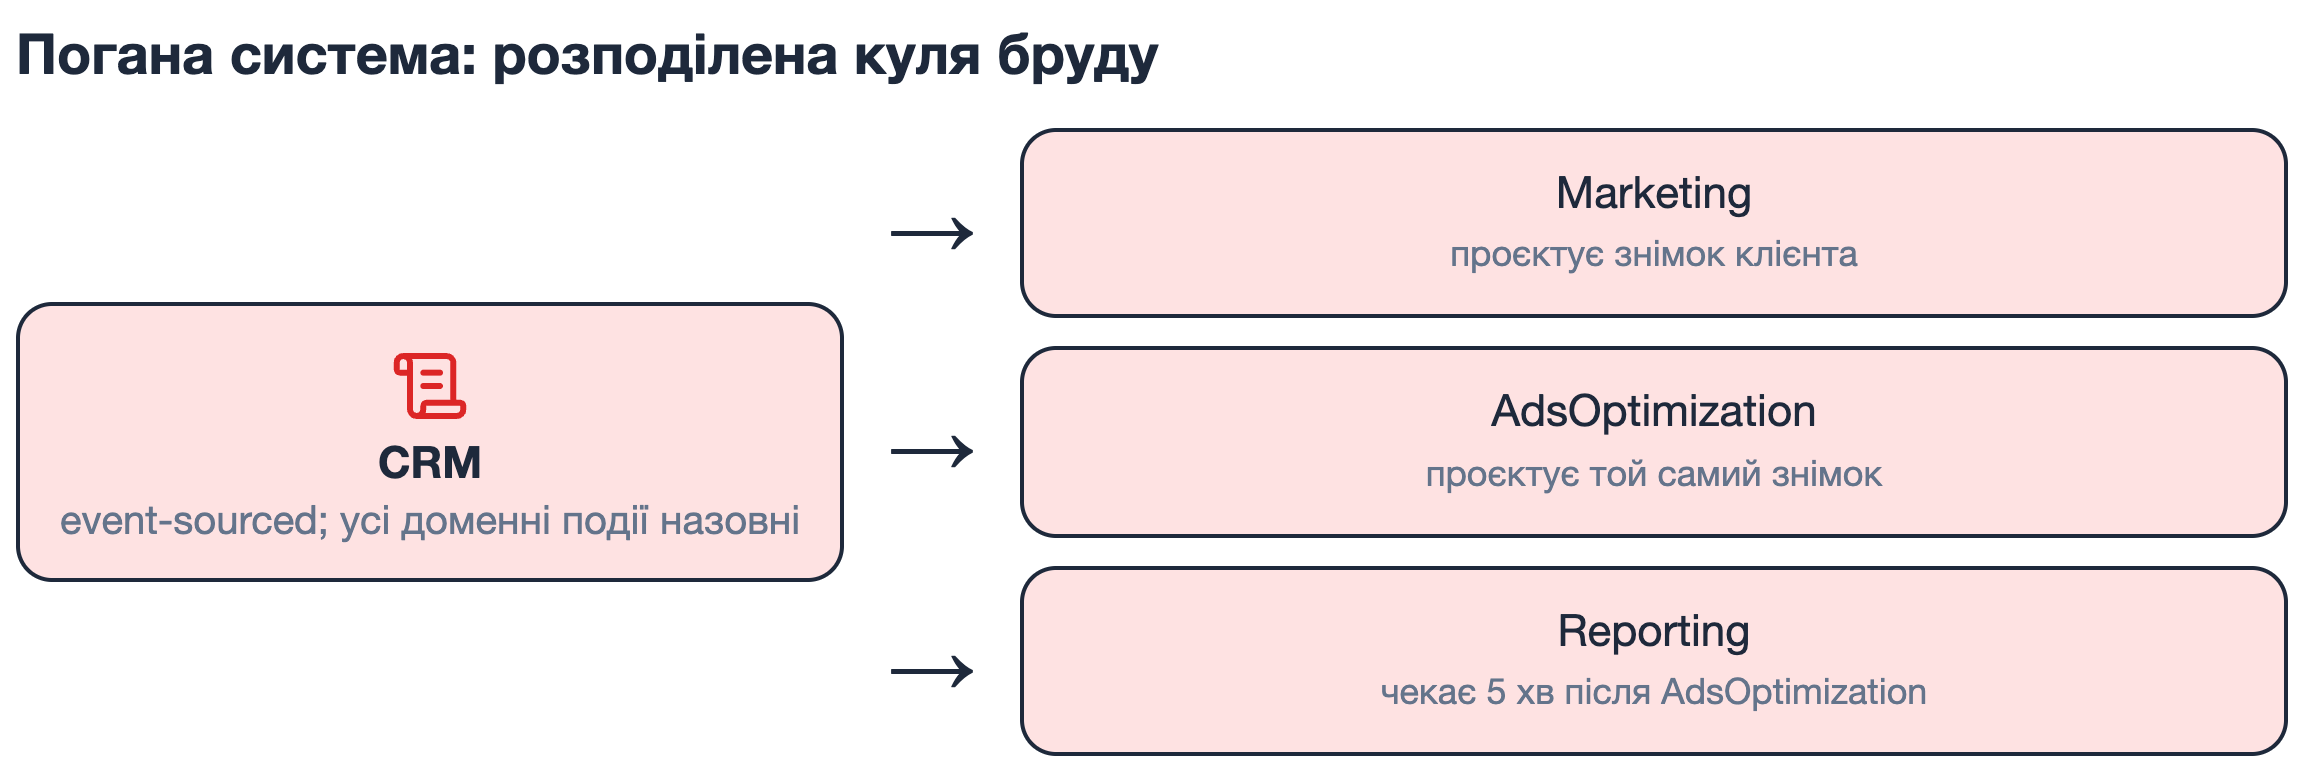 Погана система: розподілена куля бруду
CRM
event-sourced; усі доменні події назовні
Marketing
проєктує знімок клієнта
AdsOptimization
проєктує той самий знімок
Reporting
чекає 5 хв після AdsOptimization